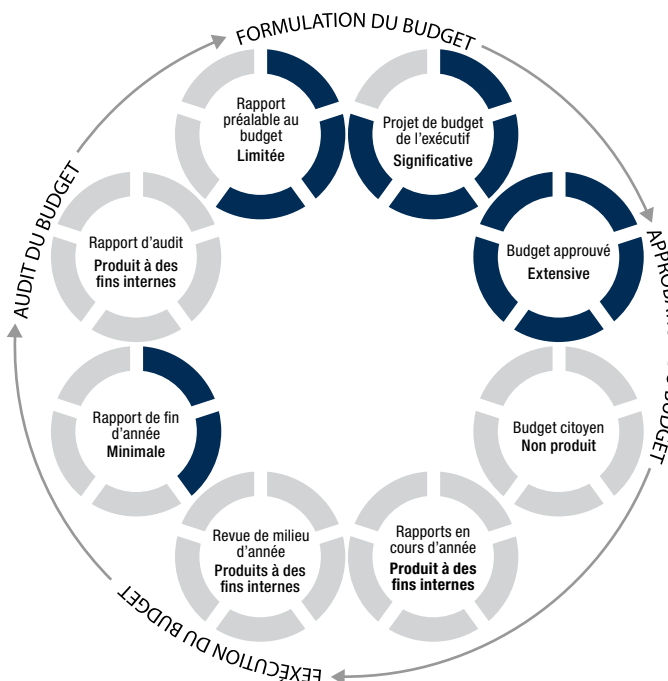 FORMULATION DU BUDGET
Rapport
préalable au
budget
Limitée
Projet de budget
de l'exécutif
Significative
AUDIT DU BUDGET
Rapport d'audit
Produit à des
fins internes
Budget approuvé
Extensive
BUDGET
Rapport de fin
d'année
Minimale
Budget citoyen
Non produit
Revue de milieu
d'année
Produits à des
fins internes
Rapports en
cours d'année
Produit à des
fins internes
EEXÉCUTION DU BUDGET